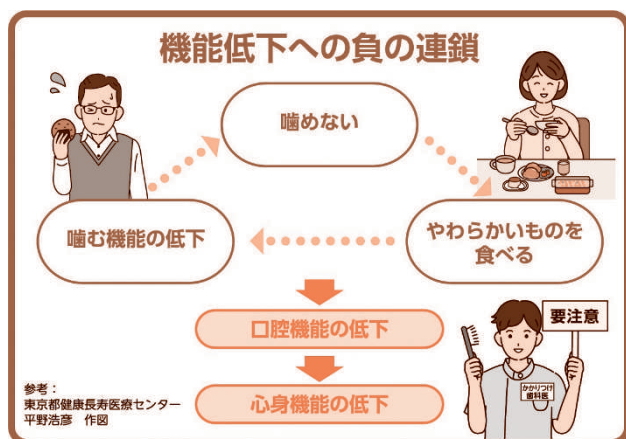 機能低下への負の連鎖
噛めない
噛む機能の低下
やわらかいものを
食べる
口腔機能の低下
要注意
かかりつけ
歯科医
心身機能の低下
参考：
東京都健康長寿医療センター
平野浩彦　作図